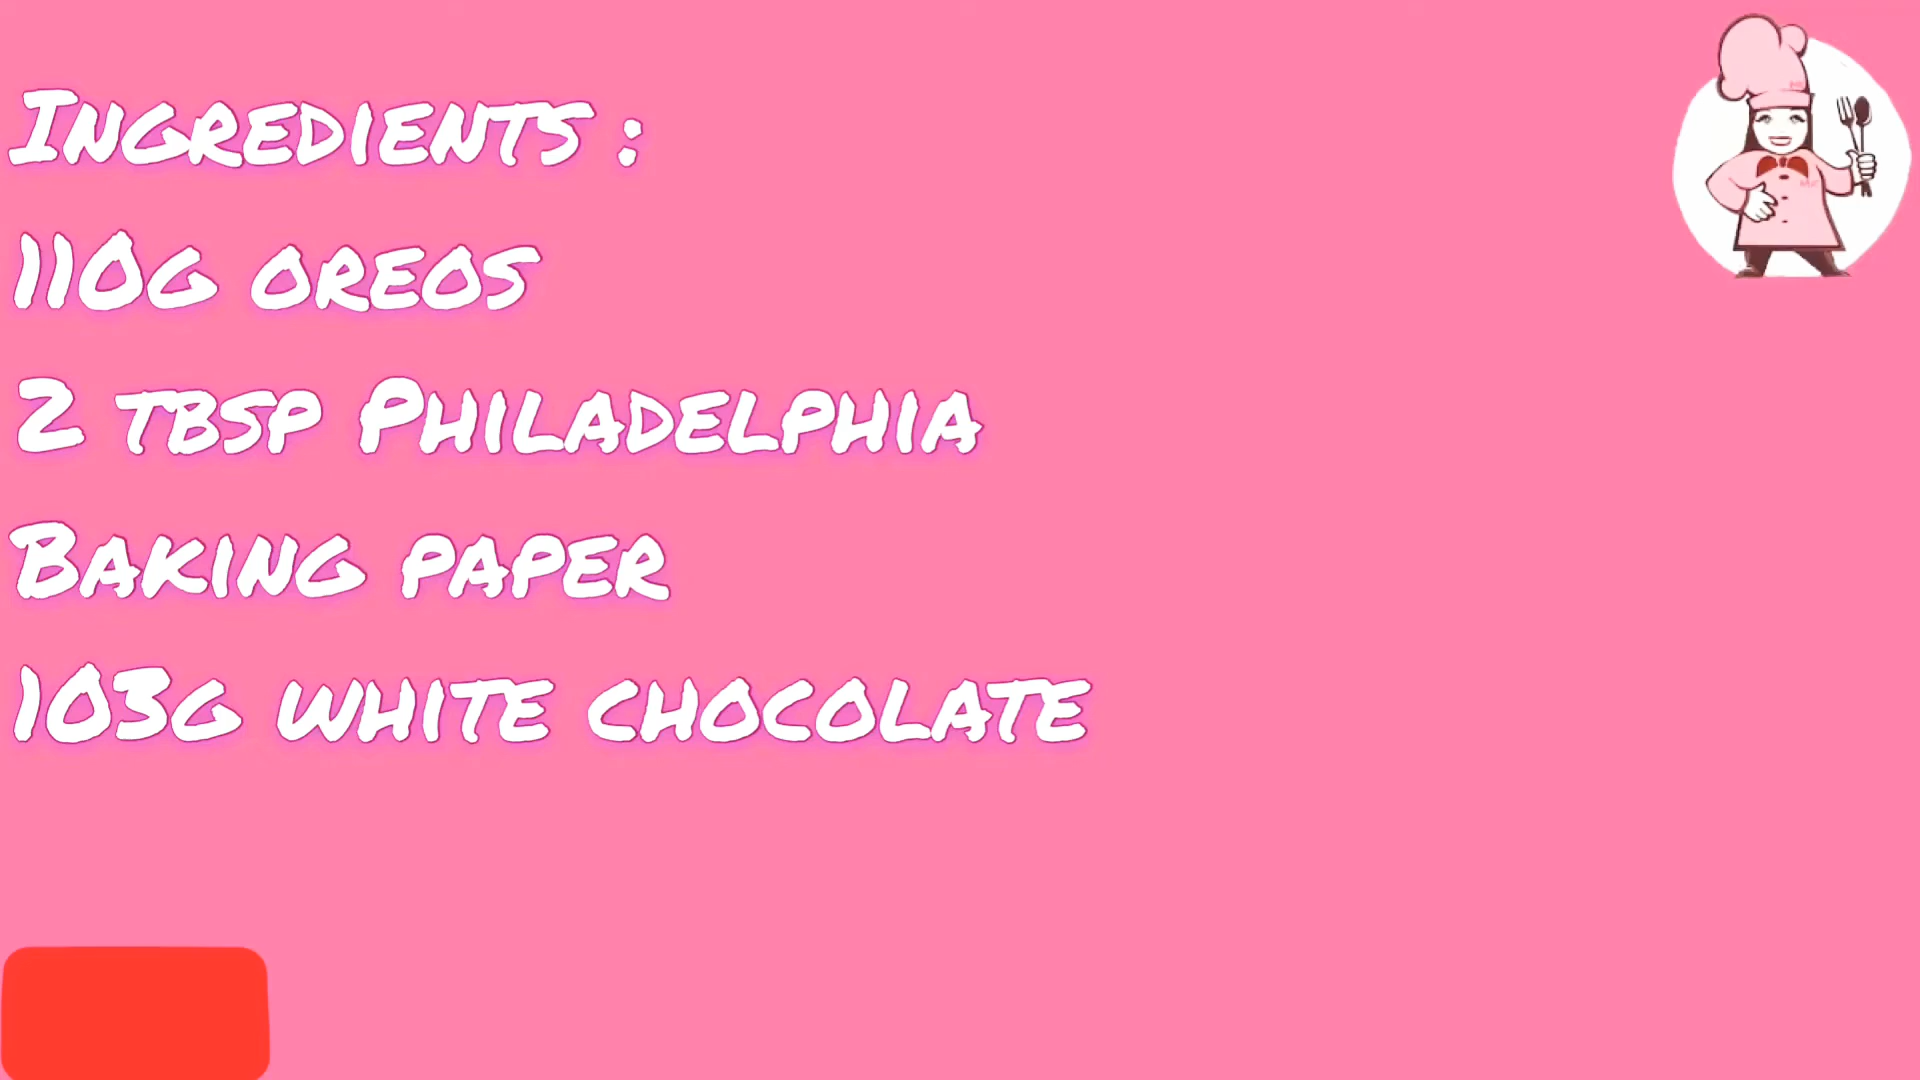 Ingredients :
110g oreos
2 tbsp Philadelphia
Baking paper
103g white chocolate